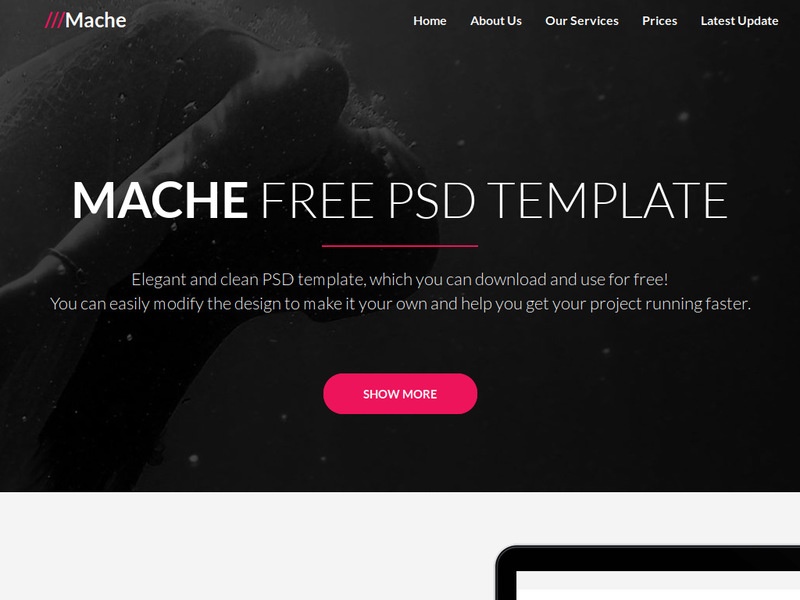 ///Mache
Home About Us Our Services Prices Latest Update
MACHE FREE PSD TEMPLATE
Elegant and clean PSD template, which you can download and use for free!
You can easily modify the design to make it your own and help you get your project running faster.
SHOW MORE